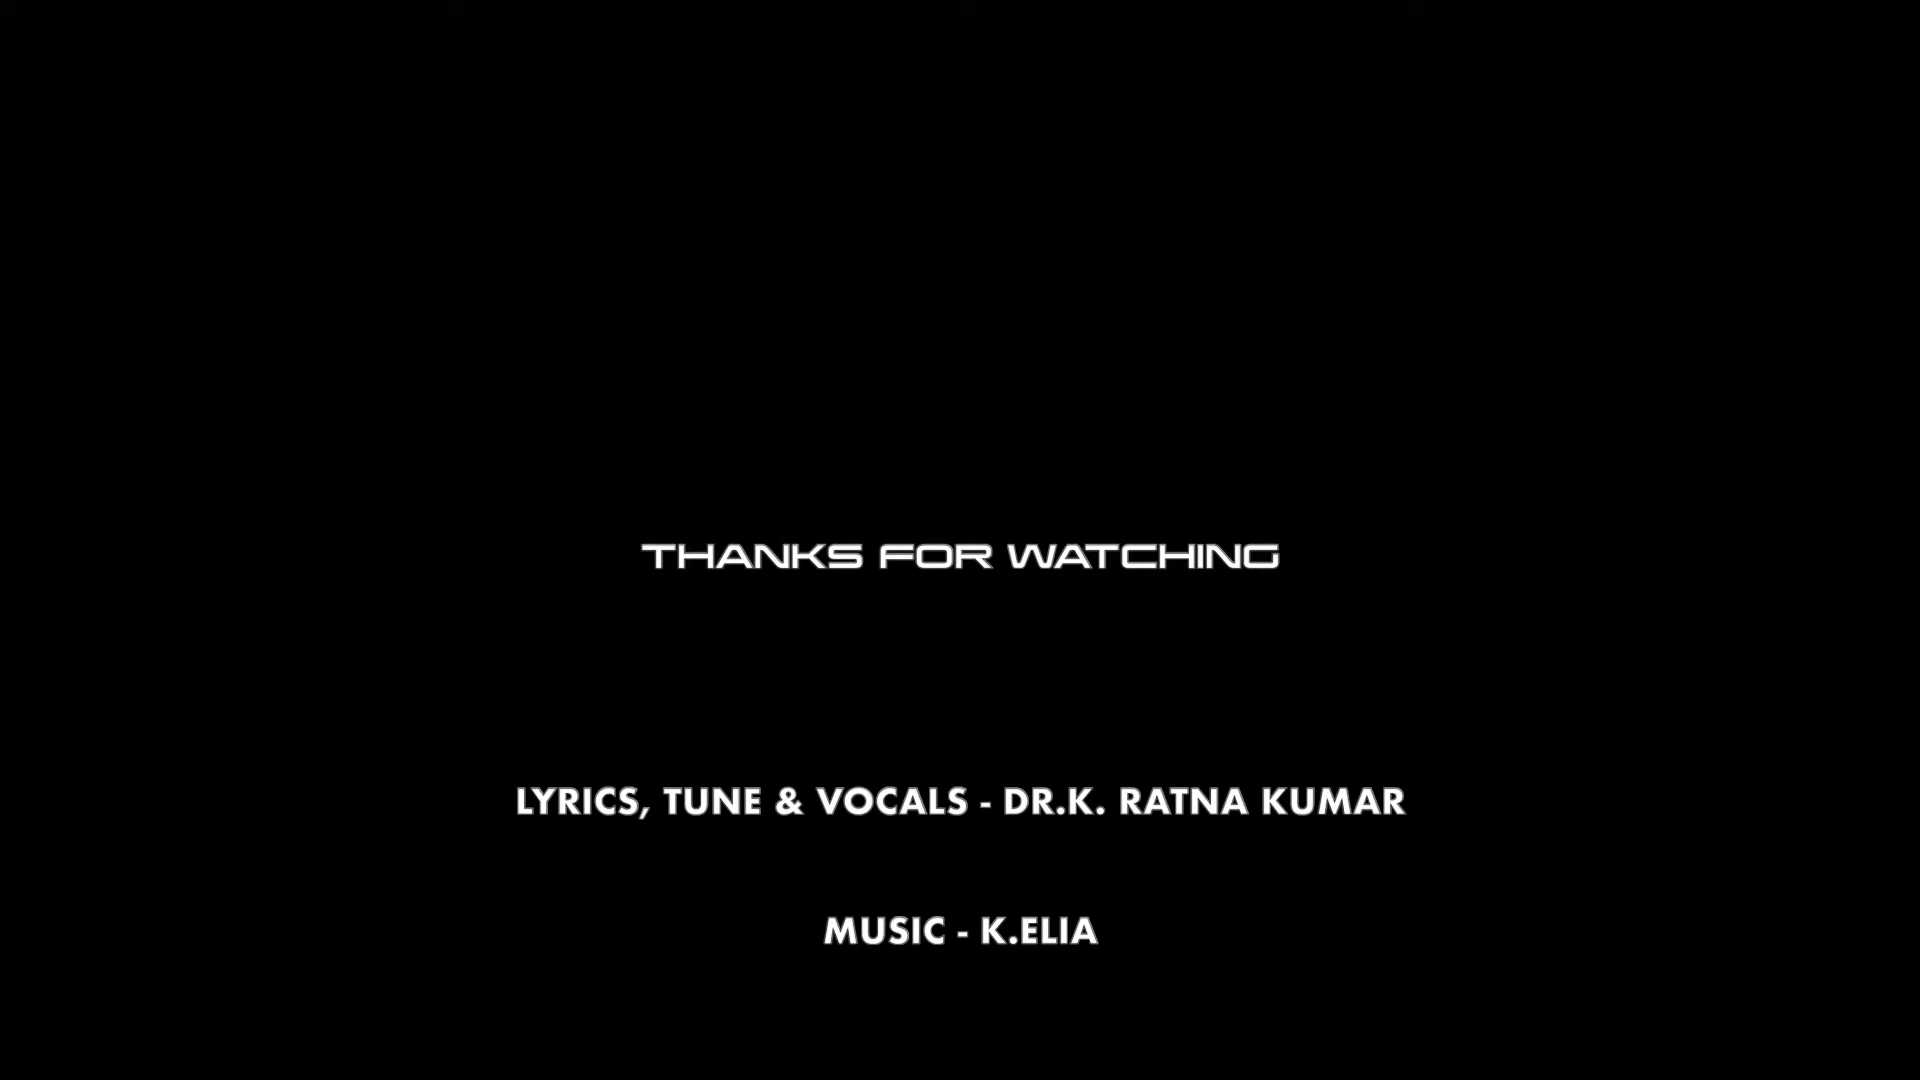 THANKS FOR WATCHING
LYRICS, TUNE & VOCALS - DR.K. RATNA KUMAR
MUSIC - K.ELIA